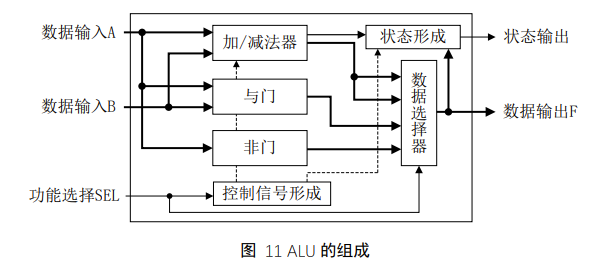 数据输入A
加/减法器
状态形成
状态输出
数据输入B
与门
数据选择器
数据输出F
非门
功能选择SEL
控制信号形成
图 11 ALU 的组成